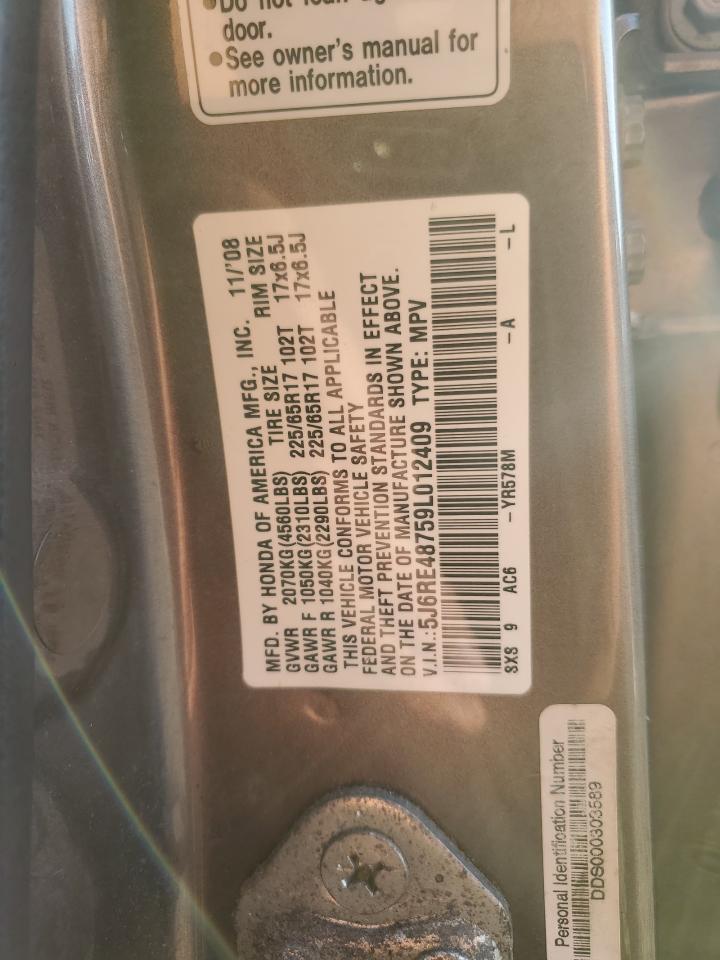 door.
•See owner's manual for
more information.
MFD. BY HONDA OF AMERICA MFG., INC. 11/'08
GVWR 2070KG(4560LBS) TIRE SIZE RIM SIZE
GAWR F 1050KG(2310LBS) 225/65R17 102T 17x6.5J
GAWR R 1040KG(2290LBS) 225/65R17 102T 17x6.5J
THIS VEHICLE CONFORMS TO ALL APPLICABLE
FEDERAL MOTOR VEHICLE SAFETY
AND THEFT PREVENTION STANDARDS IN EFFECT
ON THE DATE OF MANUFACTURE SHOWN ABOVE.
V.I.N.:5J6RE48759L012409 TYPE: MPV
SXS 9 AC6 -YR578M -A -L
Personal Identification Number
DDS000303589